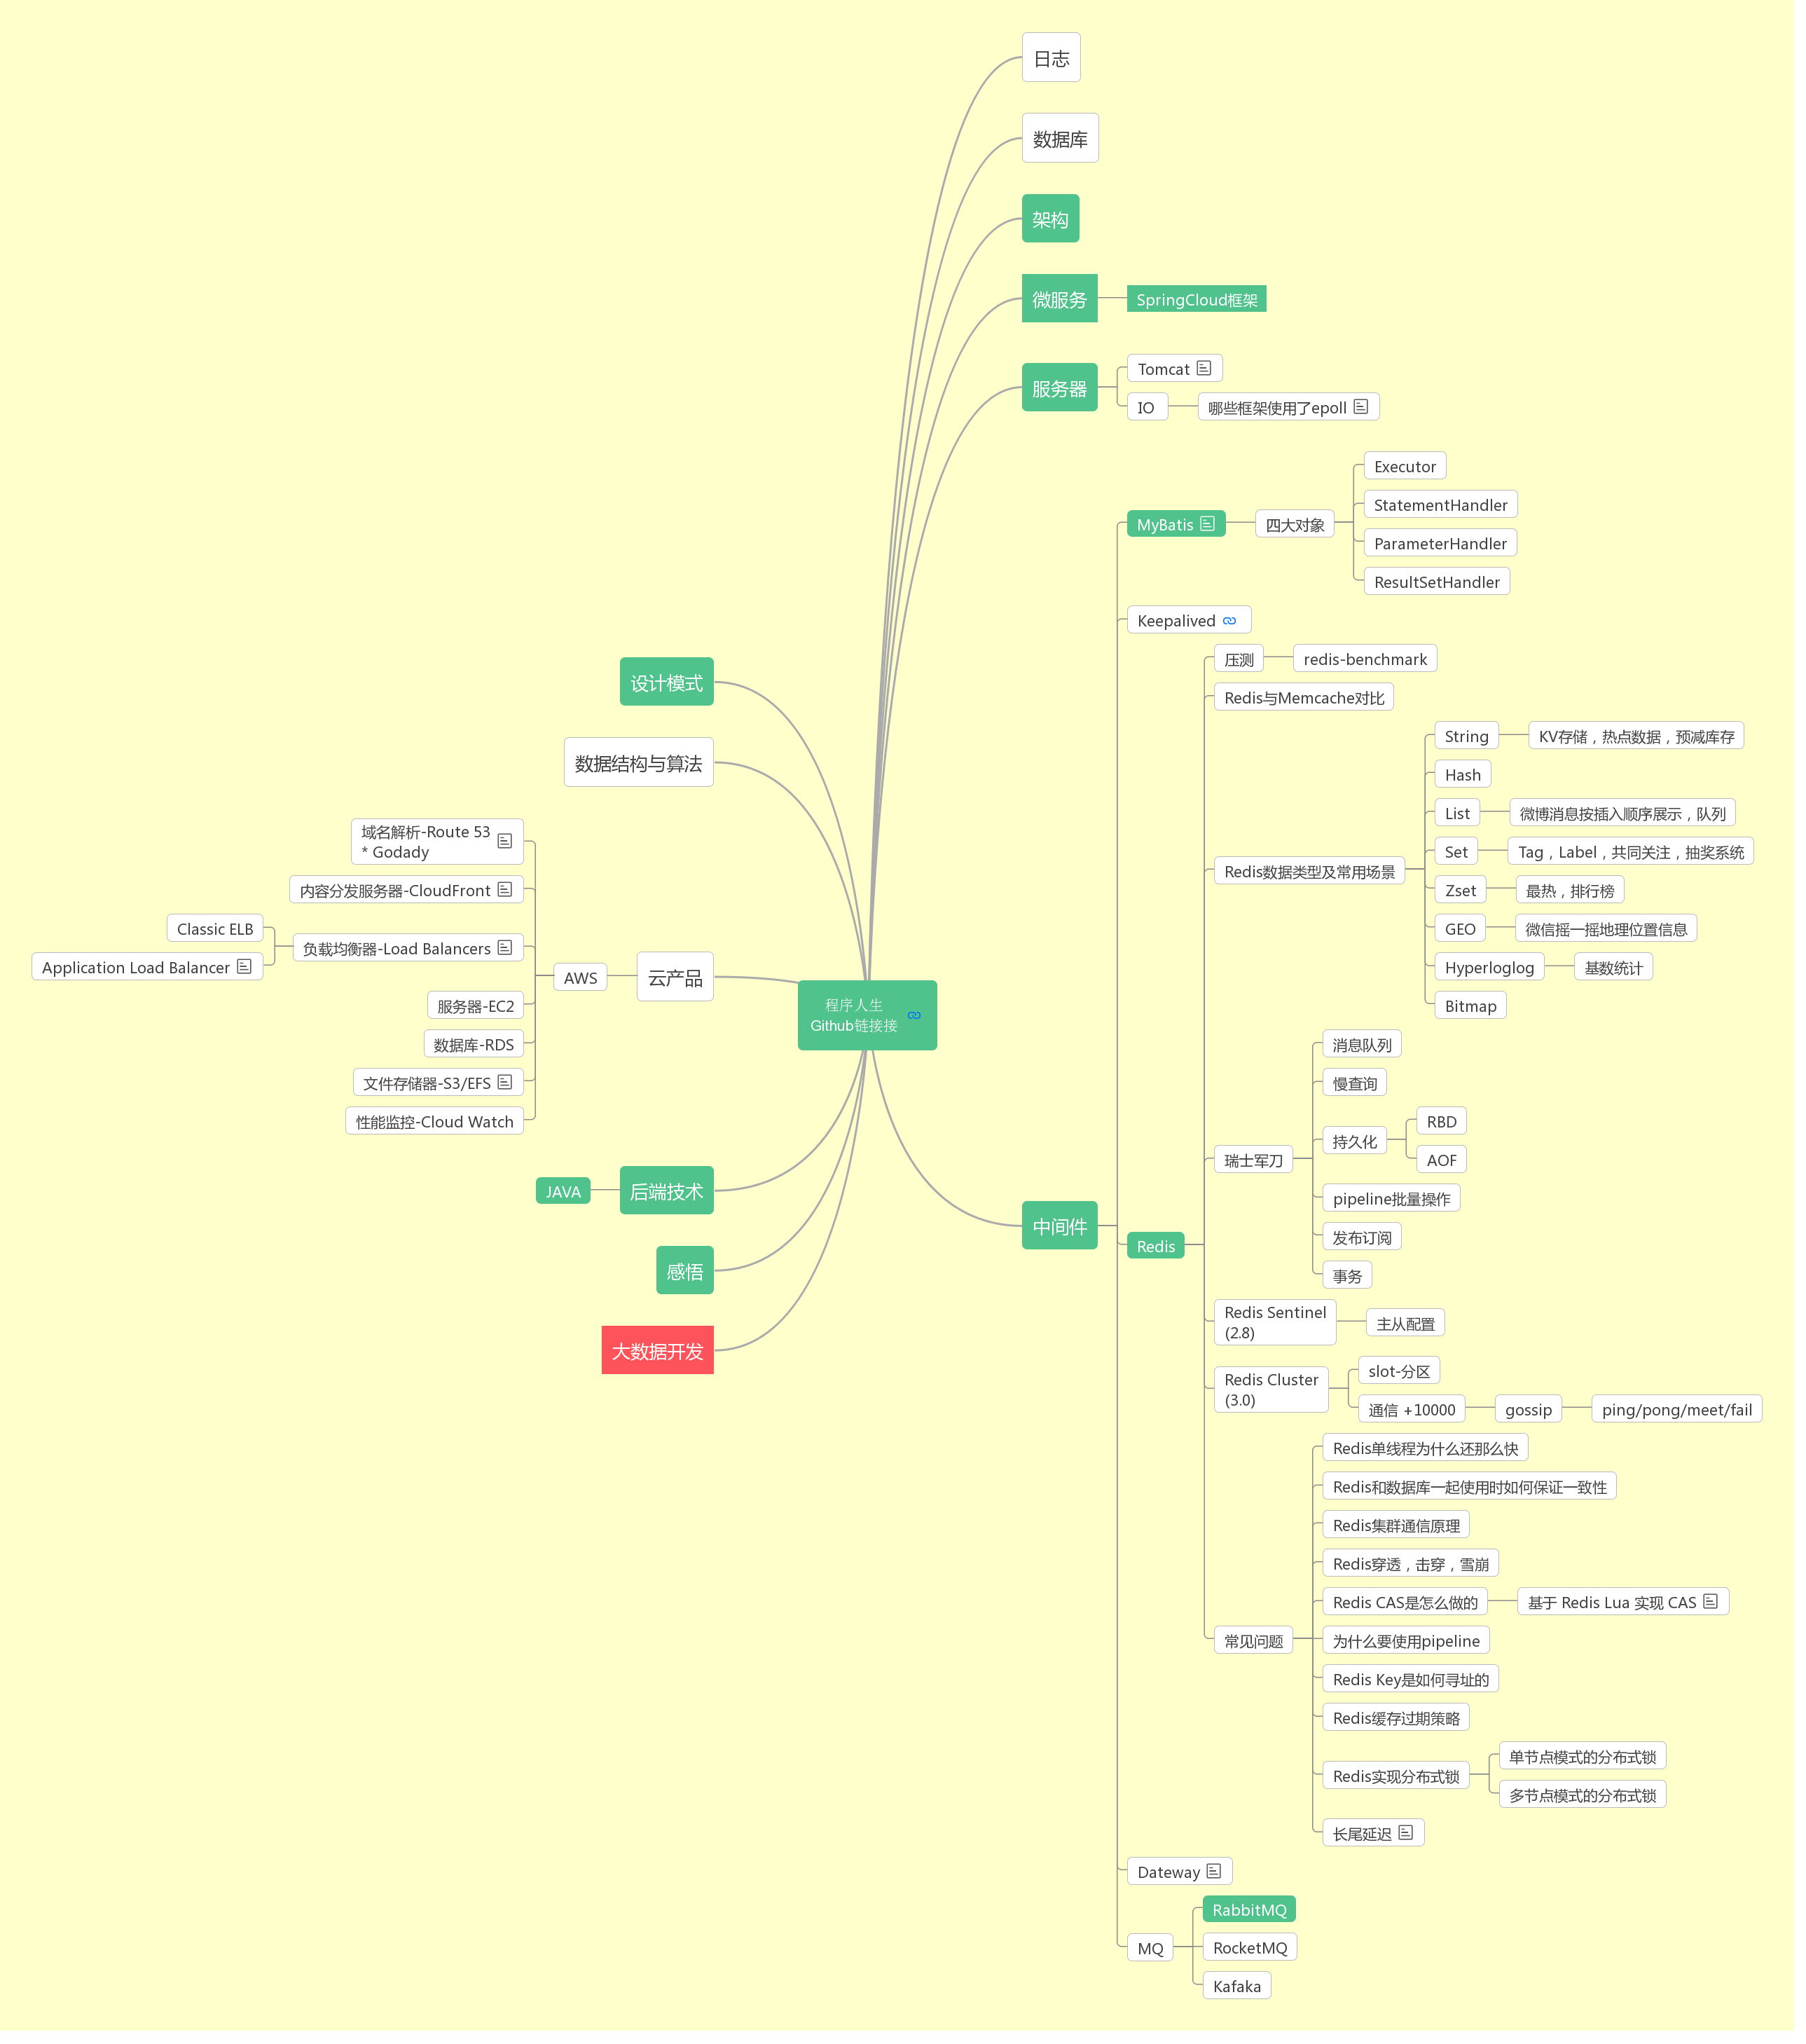 日志
数据库
架构
微服务
SpringCloud框架
服务器
Tomcat
IO
哪些框架使用了epoll
中间件
MyBatis
四大对象
Executor
StatementHandler
ParameterHandler
ResultSetHandler
Keepalived
Redis
压测
redis-benchmark
Redis与Memcache对比
Redis数据类型及常用场景
String
KV存储，热点数据，预减库存
Hash
List
微博消息按插入顺序展示，队列
Set
Tag，Label，共同关注，抽奖系统
Zset
最热，排行榜
GEO
微信摇一摇地理位置信息
Hyperloglog
基数统计
Bitmap
瑞士军刀
消息队列
慢查询
持久化
RBD
AOF
pipeline批量操作
发布订阅
事务
Redis Sentinel
(2.8)
主从配置
Redis Cluster
(3.0)
slot-分区
通信 +10000
gossip
ping/pong/meet/fail
常见问题
Redis单线程为什么还那么快
Redis和数据库一起使用时如何保证一致性
Redis集群通信原理
Redis穿透，击穿，雪崩
Redis CAS是怎么做的
基于 Redis Lua 实现 CAS
为什么要使用pipeline
Redis Key是如何寻址的
Redis缓存过期策略
Redis实现分布式锁
单节点模式的分布式锁
多节点模式的分布式锁
长尾延迟
Dateway
MQ
RabbitMQ
RocketMQ
Kafaka
程序人生
Github链接接
设计模式
数据结构与算法
云产品
AWS
域名解析-Route 53
* Godady
内容分发服务器-CloudFront
负载均衡器-Load Balancers
Classic ELB
Application Load Balancer
服务器-EC2
数据库-RDS
文件存储器-S3/EFS
性能监控-Cloud Watch
后端技术
JAVA
感悟
大数据开发